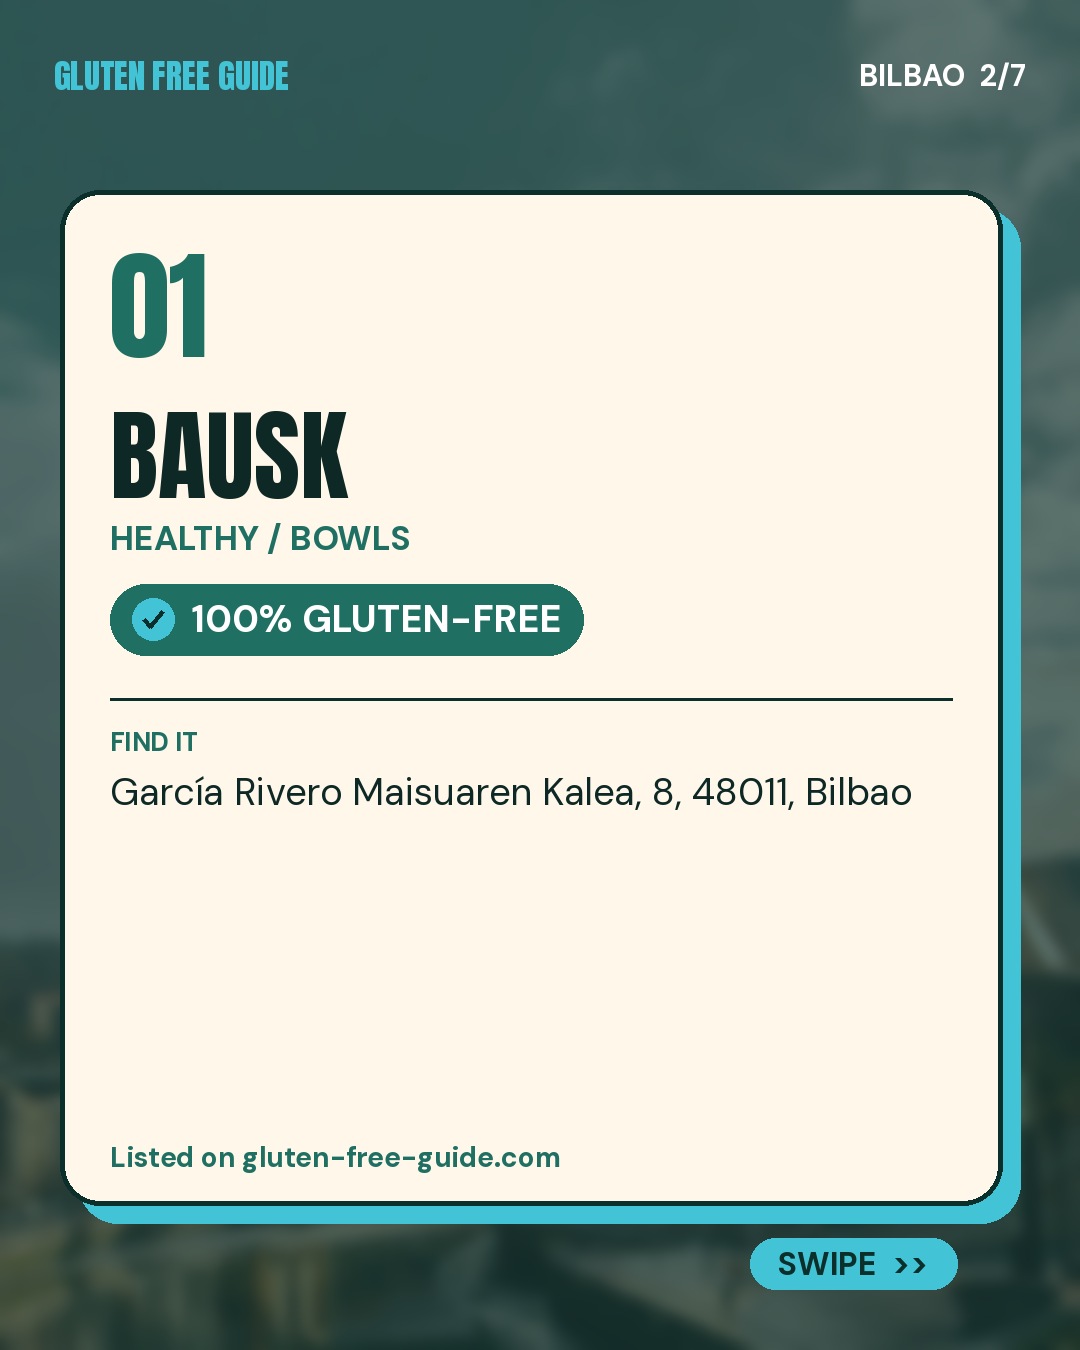 GLUTEN FREE GUIDE
BILBAO 2/7
01
BAUSK
HEALTHY / BOWLS
100% GLUTEN-FREE
FIND IT
García Rivero Maisuaren Kalea, 8, 48011, Bilbao
Listed on gluten-free-guide.com
SWIPE >>